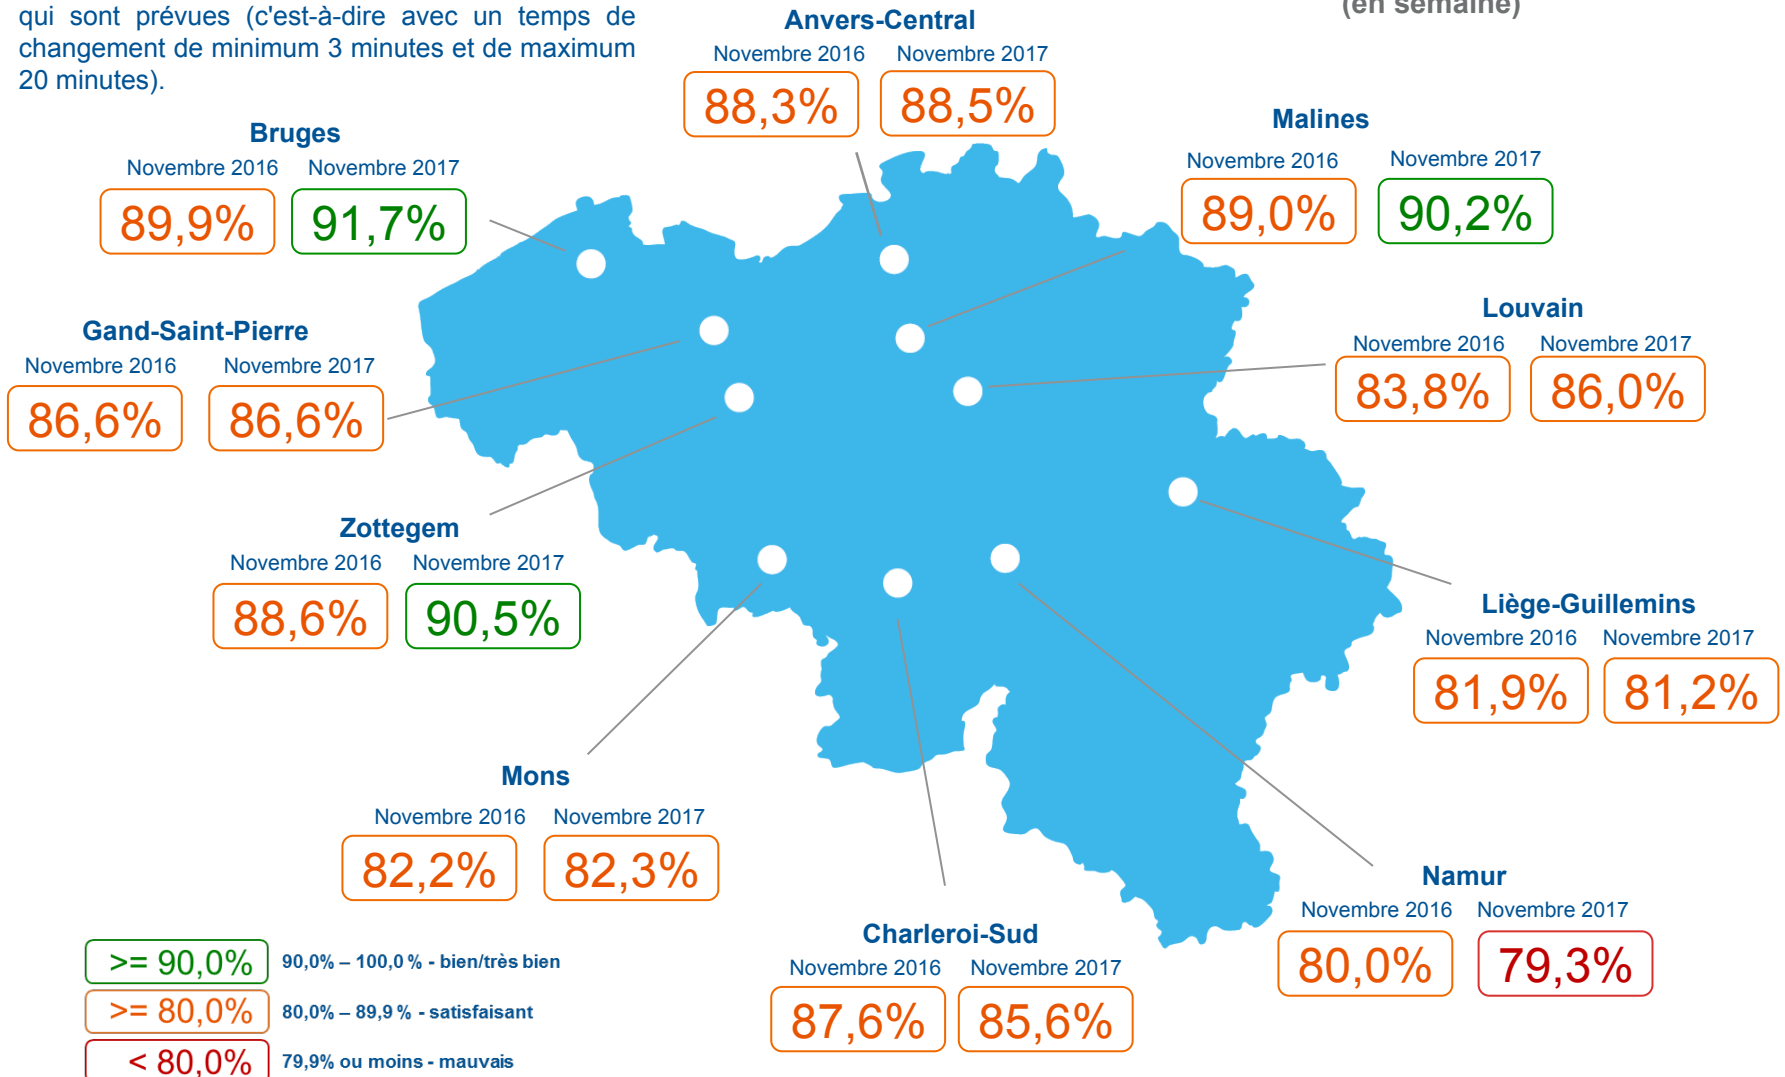 qui sont prévues (c'est-à-dire avec un temps de
changement de minimum 3 minutes et de maximum
20 minutes).
(en semaine)
Anvers-Central
Novembre 2016 Novembre 2017
88,3% 88,5%
Bruges
Novembre 2016 Novembre 2017
89,9% 91,7%
Malines
Novembre 2016 Novembre 2017
89,0% 90,2%
Gand-Saint-Pierre
Novembre 2016 Novembre 2017
86,6% 86,6%
Louvain
Novembre 2016 Novembre 2017
83,8% 86,0%
Zottegem
Novembre 2016 Novembre 2017
88,6% 90,5%
Liège-Guillemins
Novembre 2016 Novembre 2017
81,9% 81,2%
Mons
Novembre 2016 Novembre 2017
82,2% 82,3%
Namur
Novembre 2016 Novembre 2017
80,0% 79,3%
Charleroi-Sud
Novembre 2016 Novembre 2017
87,6% 85,6%
>= 90,0% 90,0% – 100,0 % - bien/très bien
>= 80,0% 80,0% – 89,9 % - satisfaisant
< 80,0% 79,9% ou moins - mauvais